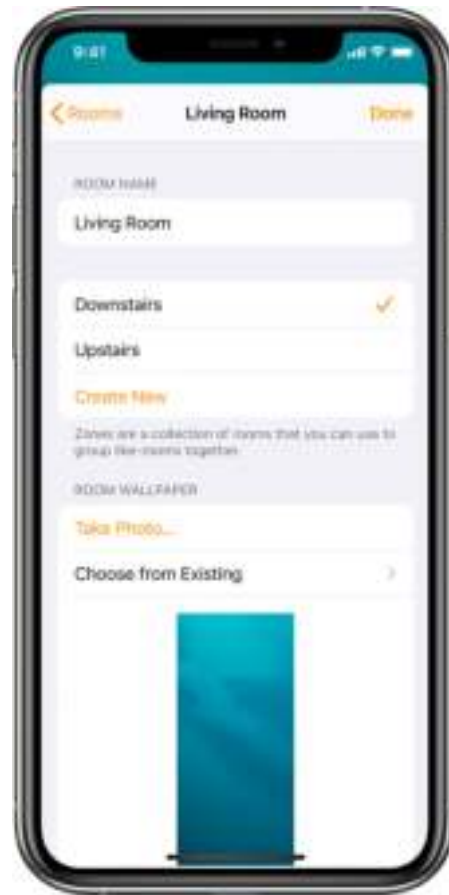 9:41
Rooms
Living Room
Done
ROOM NAME
Living Room
Downstairs
Upstairs
Create New
Zones are a collection of rooms that you can use to
group like-rooms together.
ROOM WALLPAPER
Take Photo...
Choose from Existing